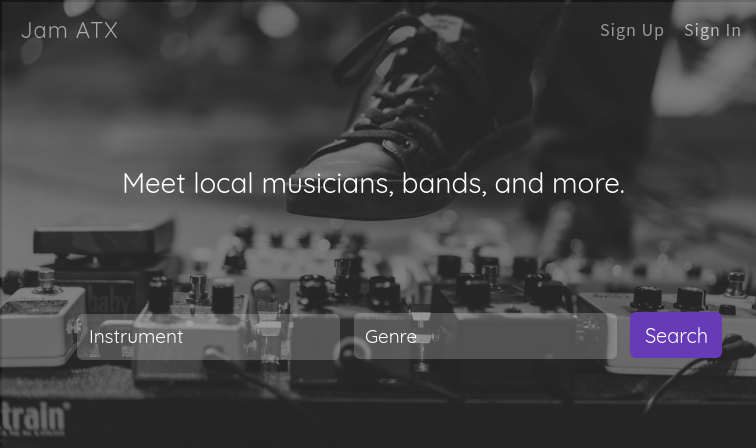 Jam ATX
Sign Up Sign In
Meet local musicians, bands, and more.
baby
Instrument
Genre
Search
train